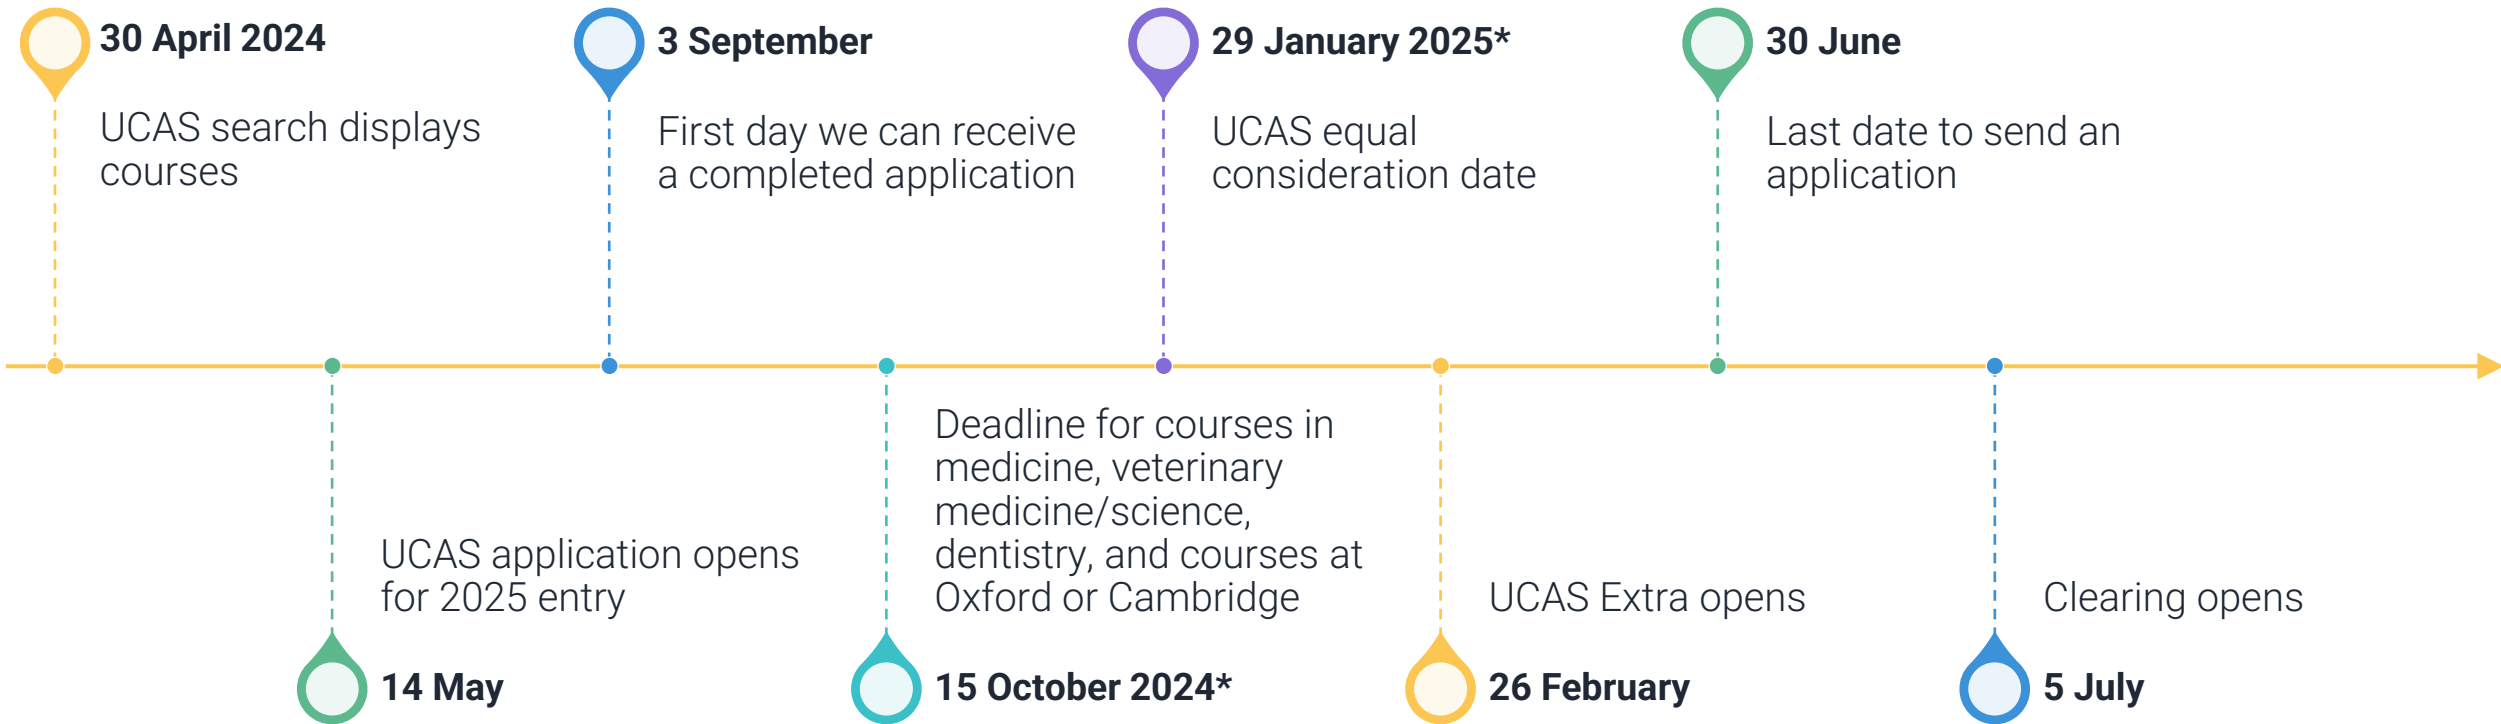 30 April 2024
UCAS search displays
courses
UCAS application opens
for 2025 entry
14 May
3 September
First day we can receive
a completed application
Deadline for courses in
medicine, veterinary
medicine/science,
dentistry, and courses at
Oxford or Cambridge
15 October 2024*
29 January 2025*
UCAS equal
consideration date
UCAS Extra opens
26 February
30 June
Last date to send an
application
Clearing opens
5 July